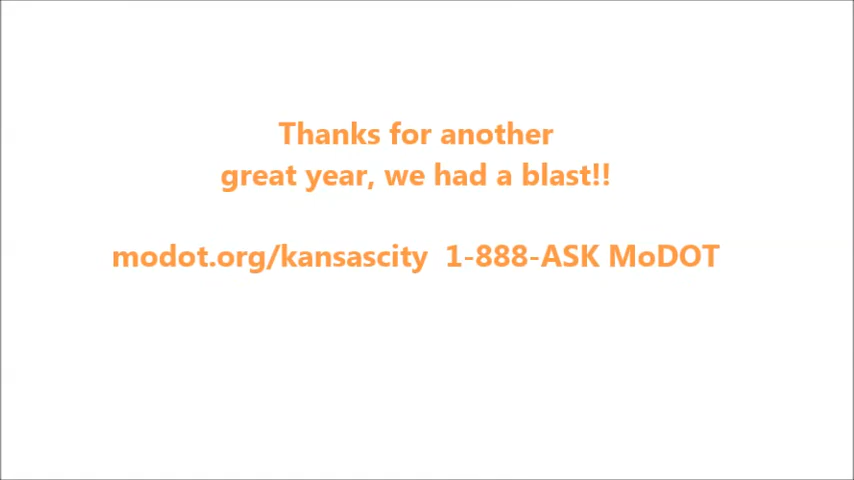 Thanks for another
great year, we had a blast!!
modot.org/kansascity 1-888-ASK MoDOT